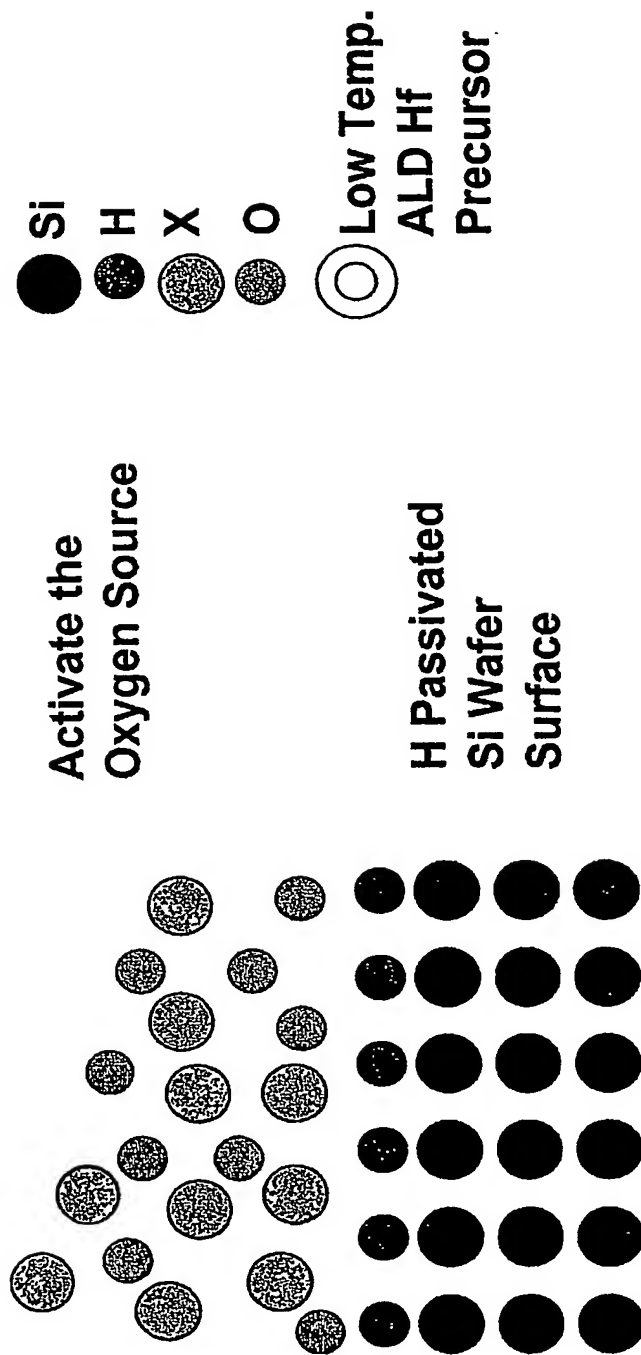 Activate the
Oxygen Source
H Passivated
Si Wafer
Surface
Si
H
X
O
Low Temp.
ALD Hf
Precursor